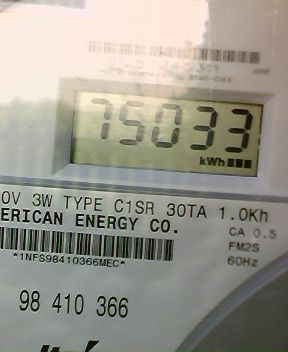 75033
kWh
0V 3W TYPE C1SR 30TA 1.0Kh
ERICAN ENERGY CO.
CA 0.5
FM2S
60Hz
*1NFS98410366MEC*
98 410 366